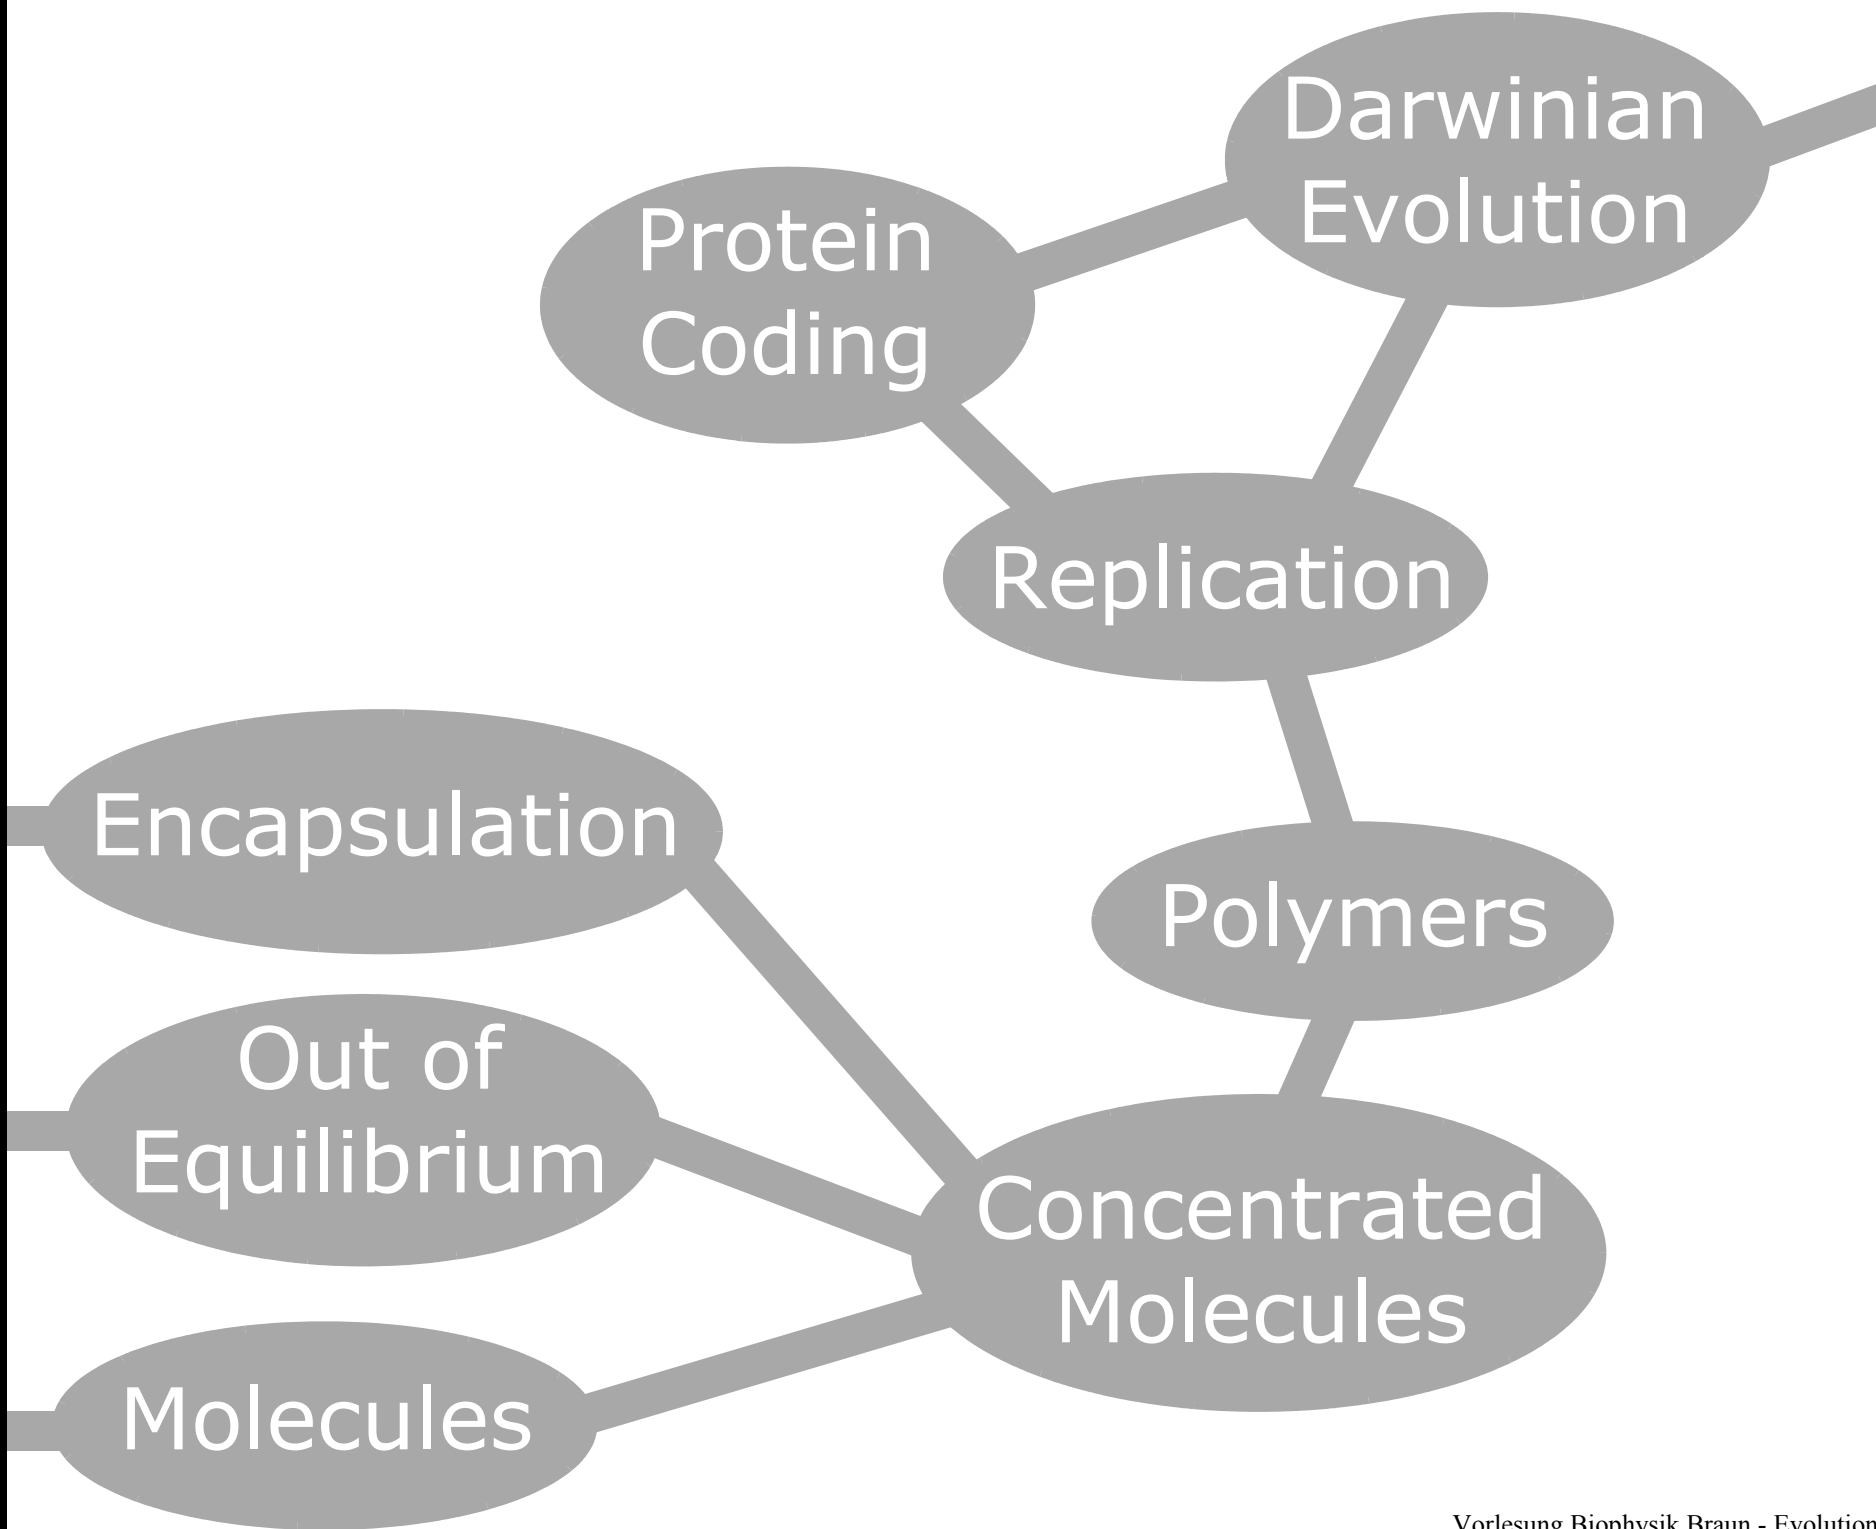 Darwinian
Evolution
Protein
Coding
Replication
Encapsulation
Polymers
Out of
Equilibrium
Concentrated
Molecules
Molecules
Vorlesung Biophysik Braun - Evolution